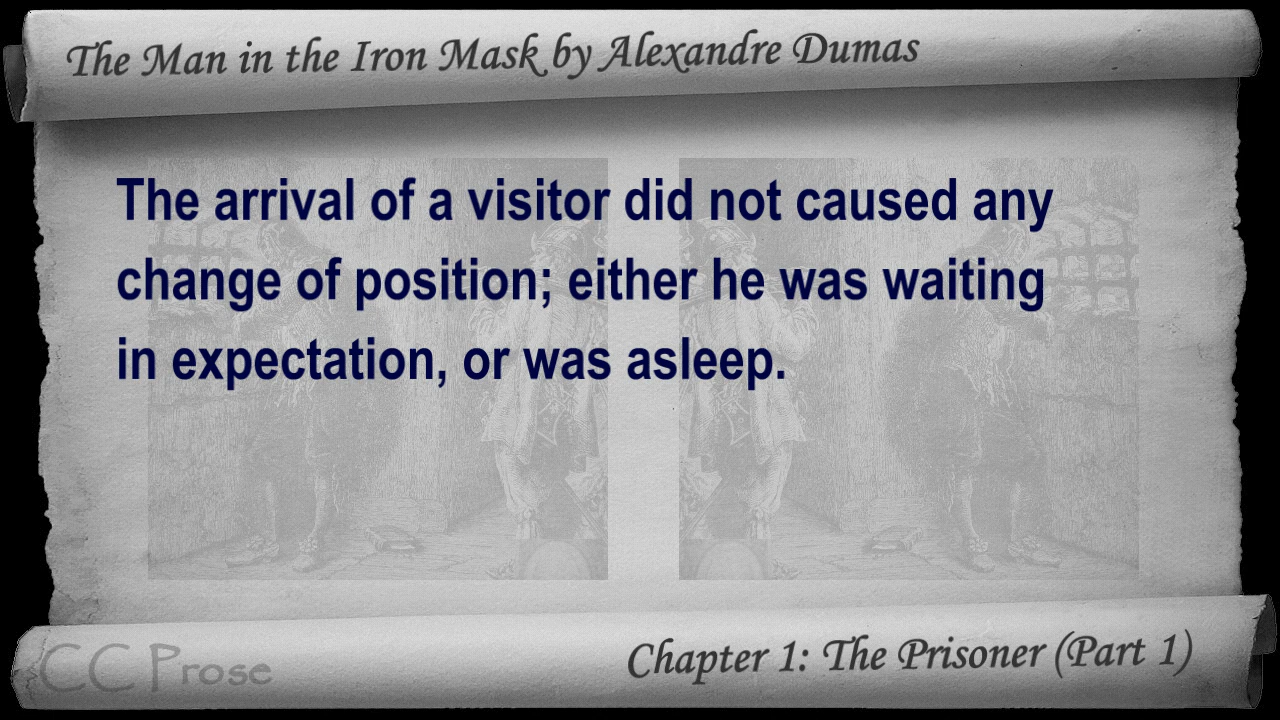 The Man in the Iron Mask by Alexandre Dumas
The arrival of a visitor did not caused any
change of position; either he was waiting
in expectation, or was asleep.
CC Prose
Chapter 1: The Prisoner (Part 1)